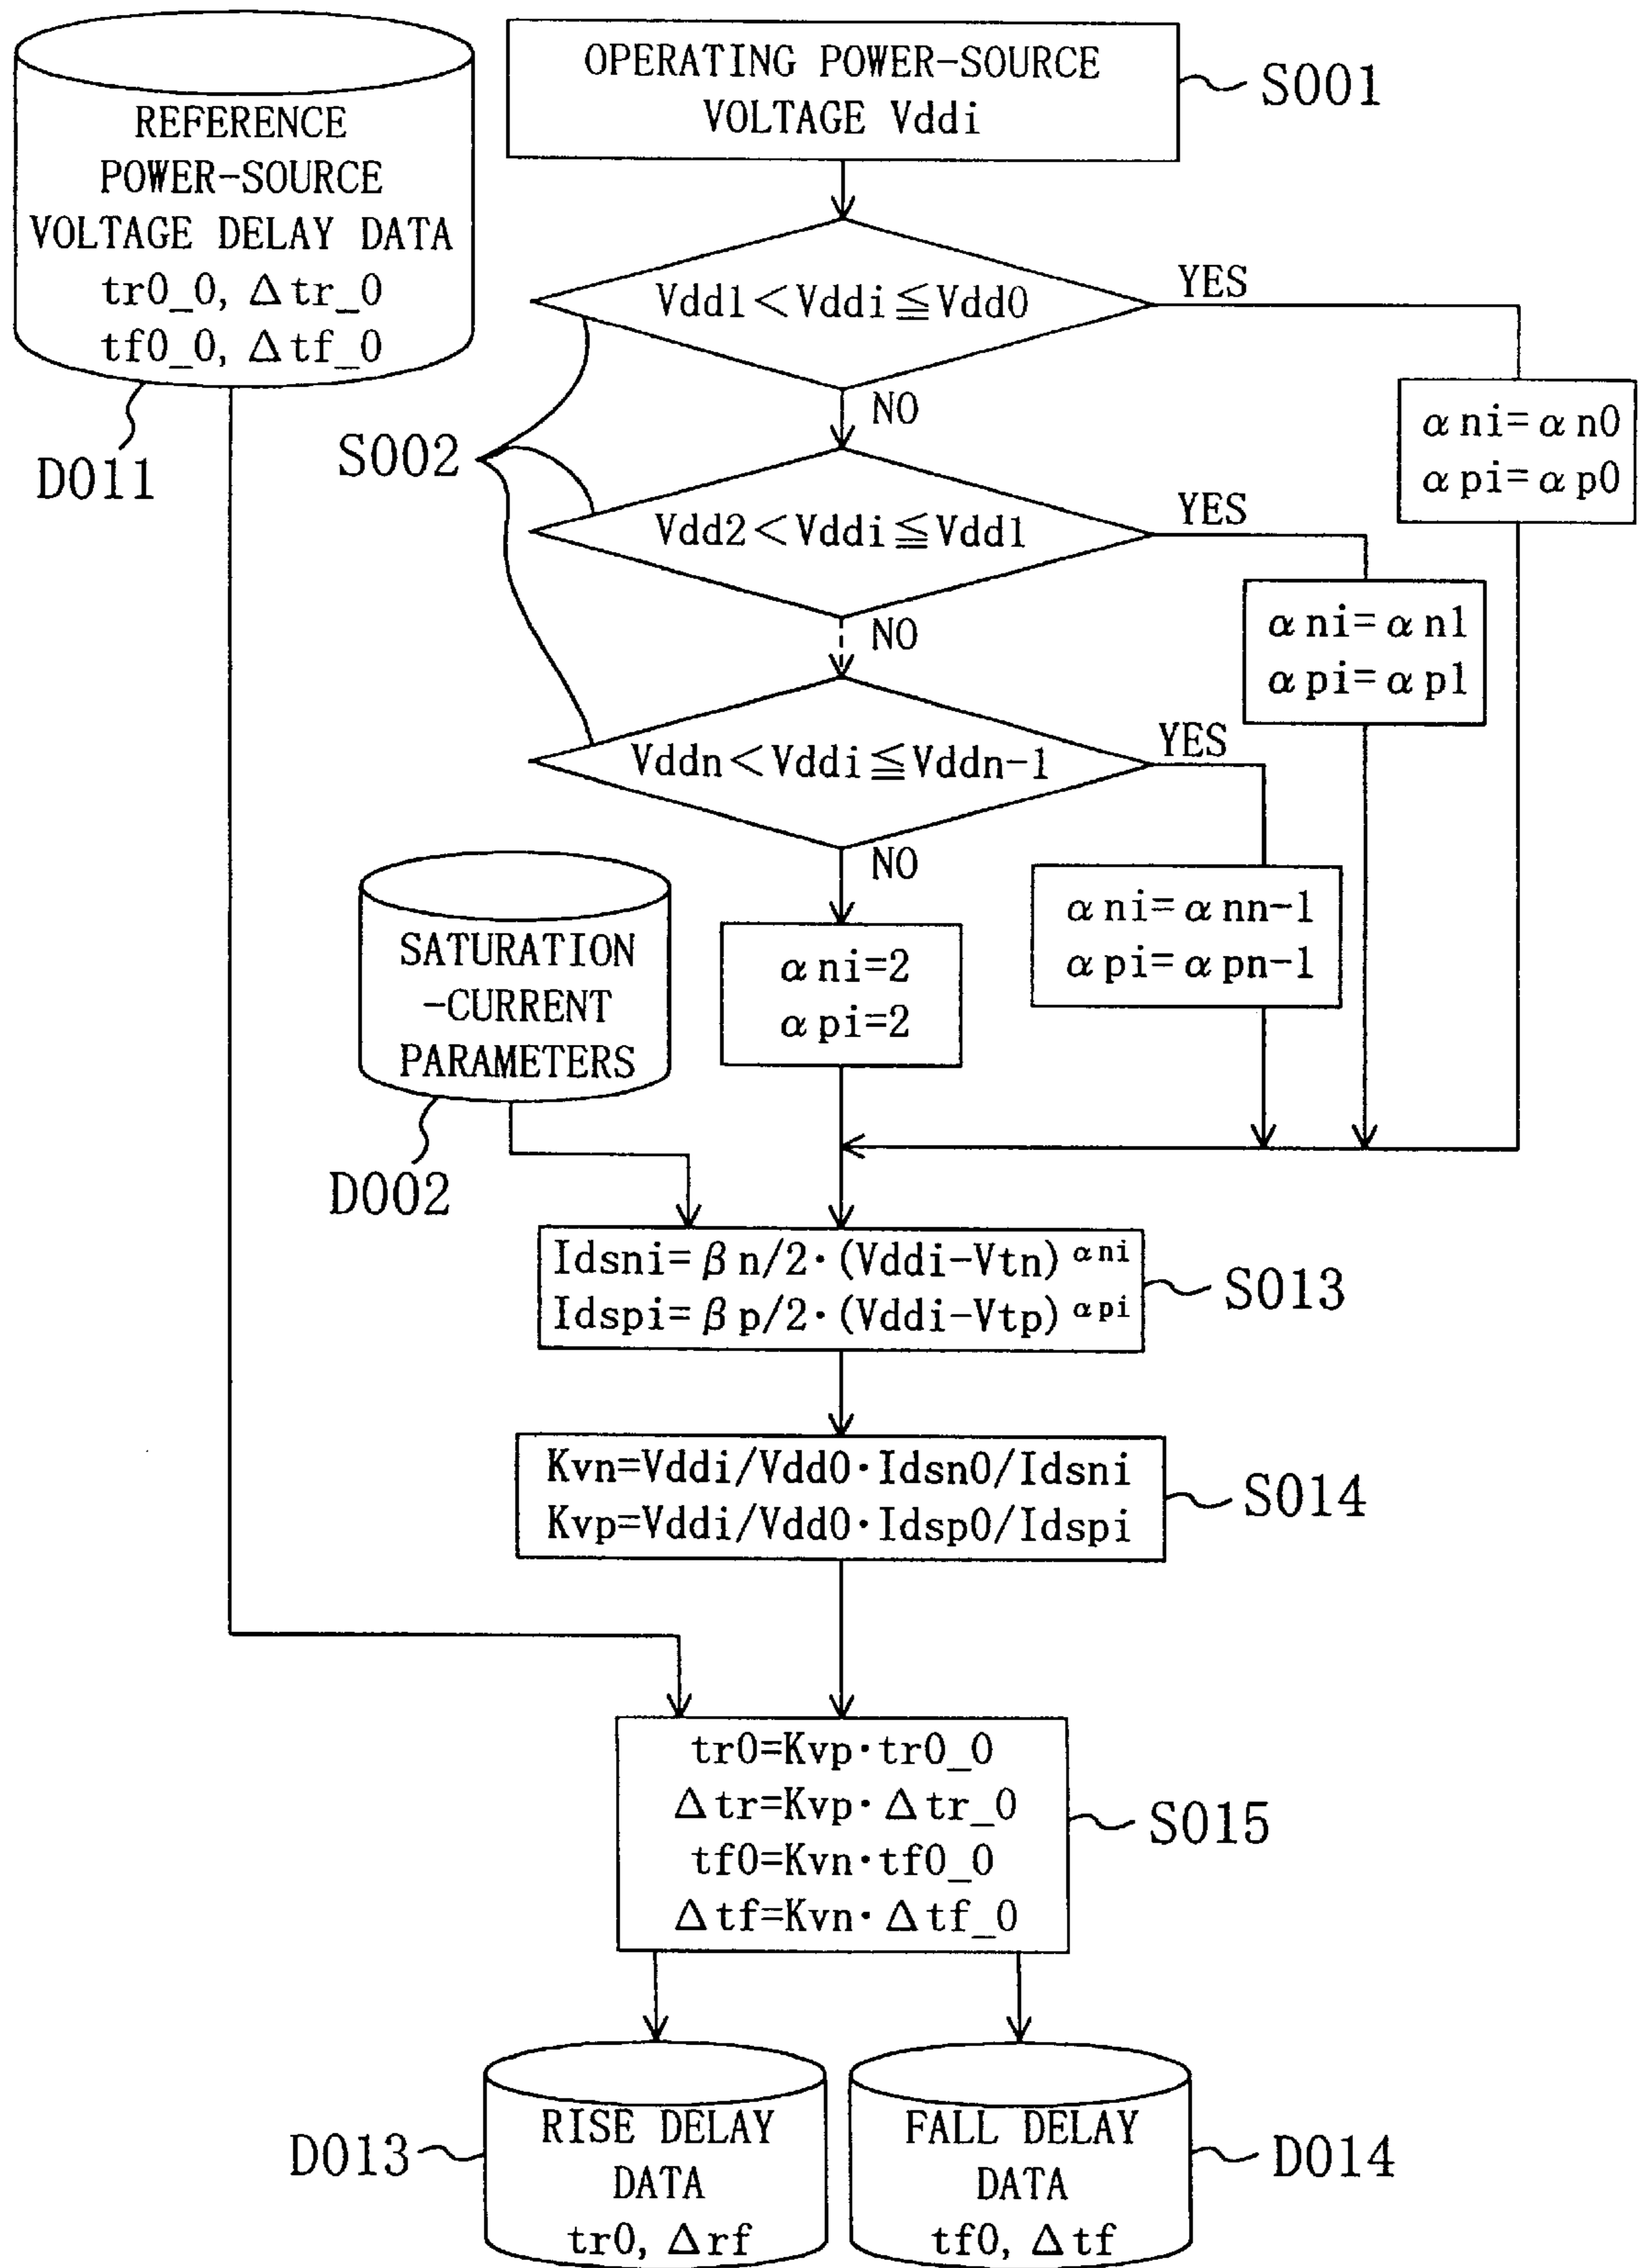 REFERENCE
POWER-SOURCE
VOLTAGE DELAY DATA
tr0_0, Δtr_0
tf0_0, Δtf_0
D011
OPERATING POWER-SOURCE
VOLTAGE Vddi
S001
Vdd1<Vddi≦Vdd0
YES
NO
αni=αn0
αpi=αp0
S002
Vdd2<Vddi≦Vdd1
YES
NO
αni=αn1
αpi=αp1
Vddn<Vddi≦Vddn-1
YES
NO
αni=αnn-1
αpi=αpn-1
αni=2
αpi=2
SATURATION
-CURRENT
PARAMETERS
D002
Idsni=βn/2·(Vddi-Vtn)^αni
Idspi=βp/2·(Vddi-Vtp)^αpi
S013
Kvn=Vddi/Vdd0·Idsn0/Idsni
Kvp=Vddi/Vdd0·Idsp0/Idspi
S014
tr0=Kvp·tr0_0
Δtr=Kvp·Δtr_0
tf0=Kvn·tf0_0
Δtf=Kvn·Δtf_0
S015
RISE DELAY
DATA
tr0, Δrf
D013
FALL DELAY
DATA
tf0, Δtf
D014